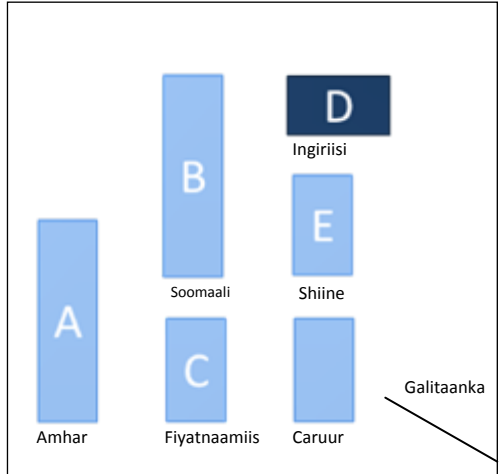 D
Ingiriisi
B
E
Soomaali
Shiine
A
C
Galitaanka
Amhar
Fiyatnaamiis
Caruur